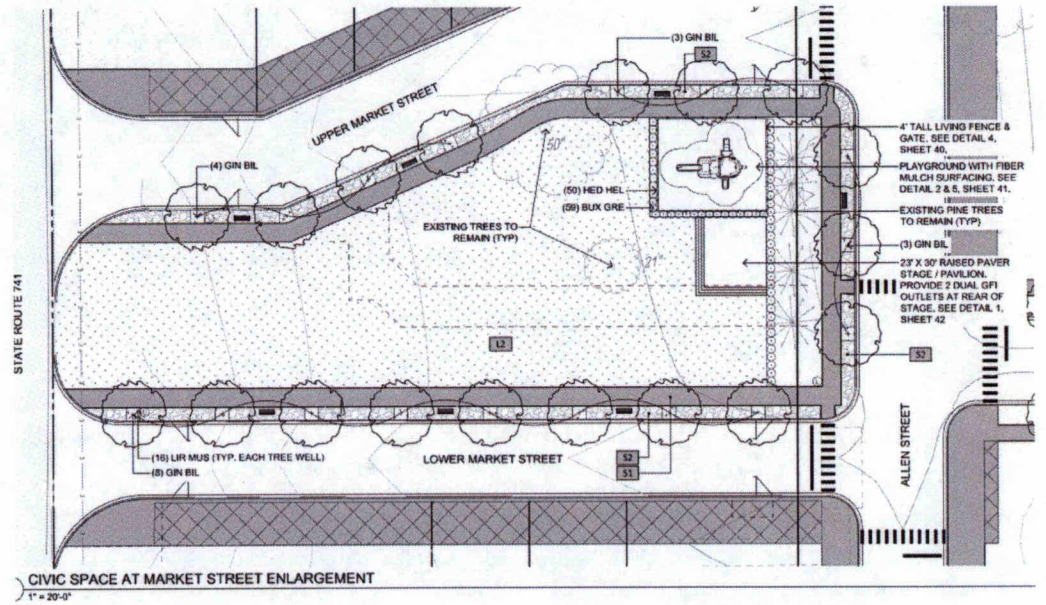 (3) GIN BIL
S2
UPPER MARKET STREET
4' TALL LIVING FENCE &
GATE. SEE DETAIL 4,
SHEET 40.
(4) GIN BIL
50"
PLAYGROUND WITH FIBER
MULCH SURFACING. SEE
DETAIL 2 & 5, SHEET 41.
(50) HED HEL
(59) BUX GRE
EXISTING TREES TO
REMAIN (TYP)
EXISTING PINE TREES
TO REMAIN (TYP)
(3) GIN BIL
21"
23' X 30' RAISED PAVER
STAGE / PAVILION.
PROVIDE 2 DUAL GFI
OUTLETS AT REAR OF
STAGE. SEE DETAIL 1,
SHEET 42
STATE ROUTE 741
L2
S2
(16) LIR MUS (TYP. EACH TREE WELL)
(8) GIN BIL
LOWER MARKET STREET
S2
S1
ALLEN STREET
CIVIC SPACE AT MARKET STREET ENLARGEMENT
1" = 20'-0"